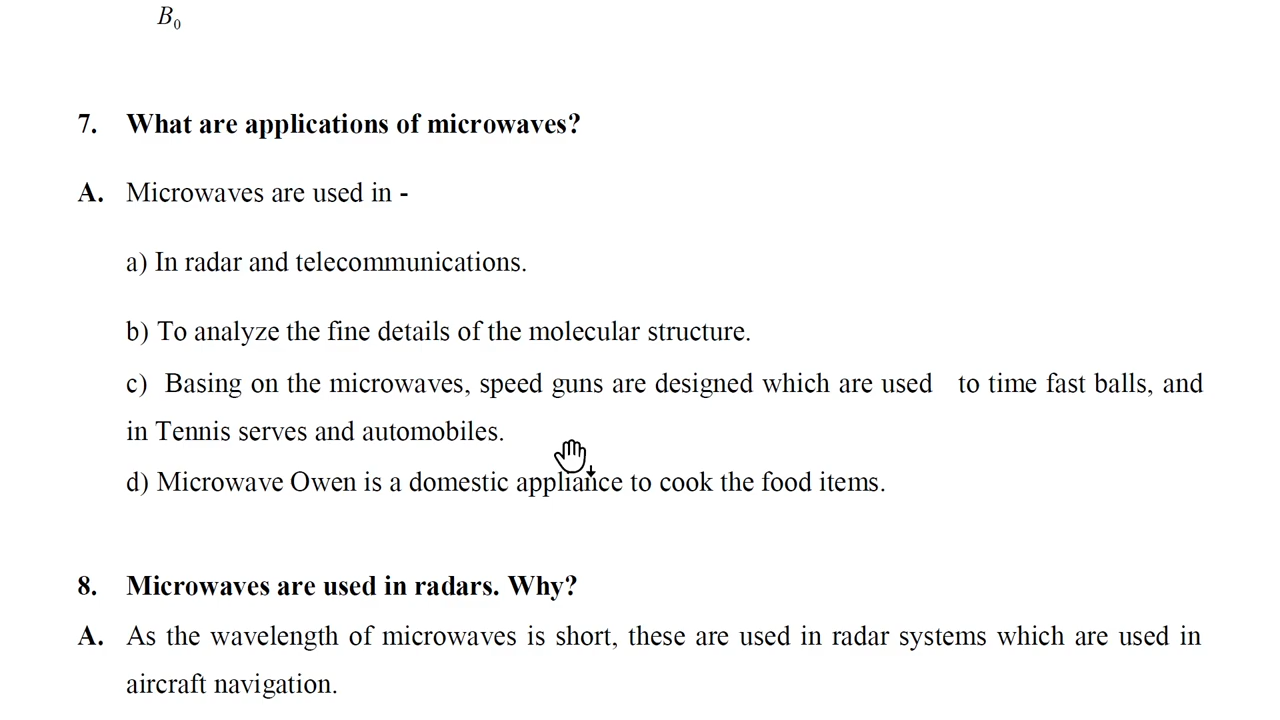 B₀
7. What are applications of microwaves?
A. Microwaves are used in -
a) In radar and telecommunications.
b) To analyze the fine details of the molecular structure.
c) Basing on the microwaves, speed guns are designed which are used to time fast balls, and
in Tennis serves and automobiles.
d) Microwave Owen is a domestic appliance to cook the food items.
8. Microwaves are used in radars. Why?
A. As the wavelength of microwaves is short, these are used in radar systems which are used in
aircraft navigation.